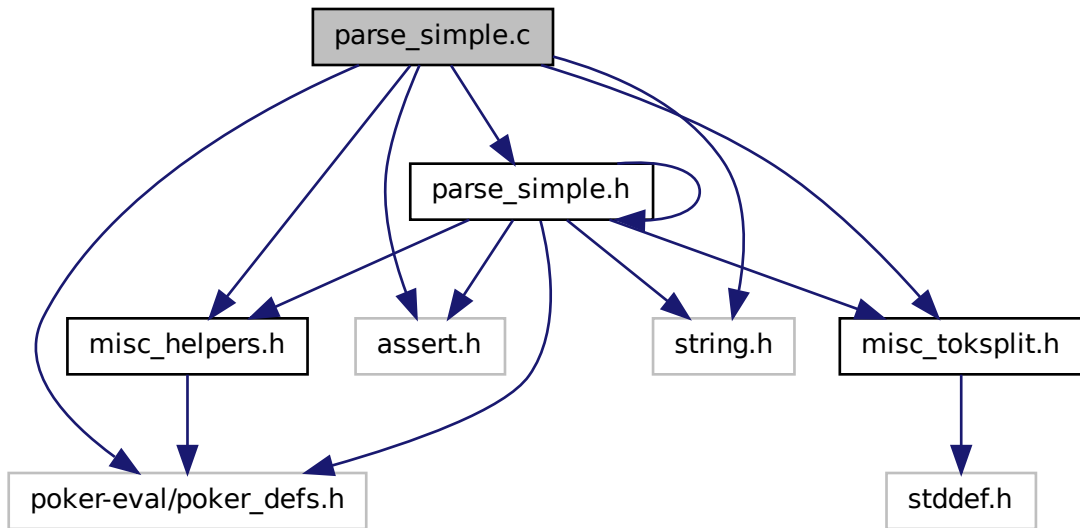 parse_simple.c
parse_simple.h
misc_helpers.h
assert.h
string.h
misc_toksplit.h
poker-eval/poker_defs.h
stddef.h